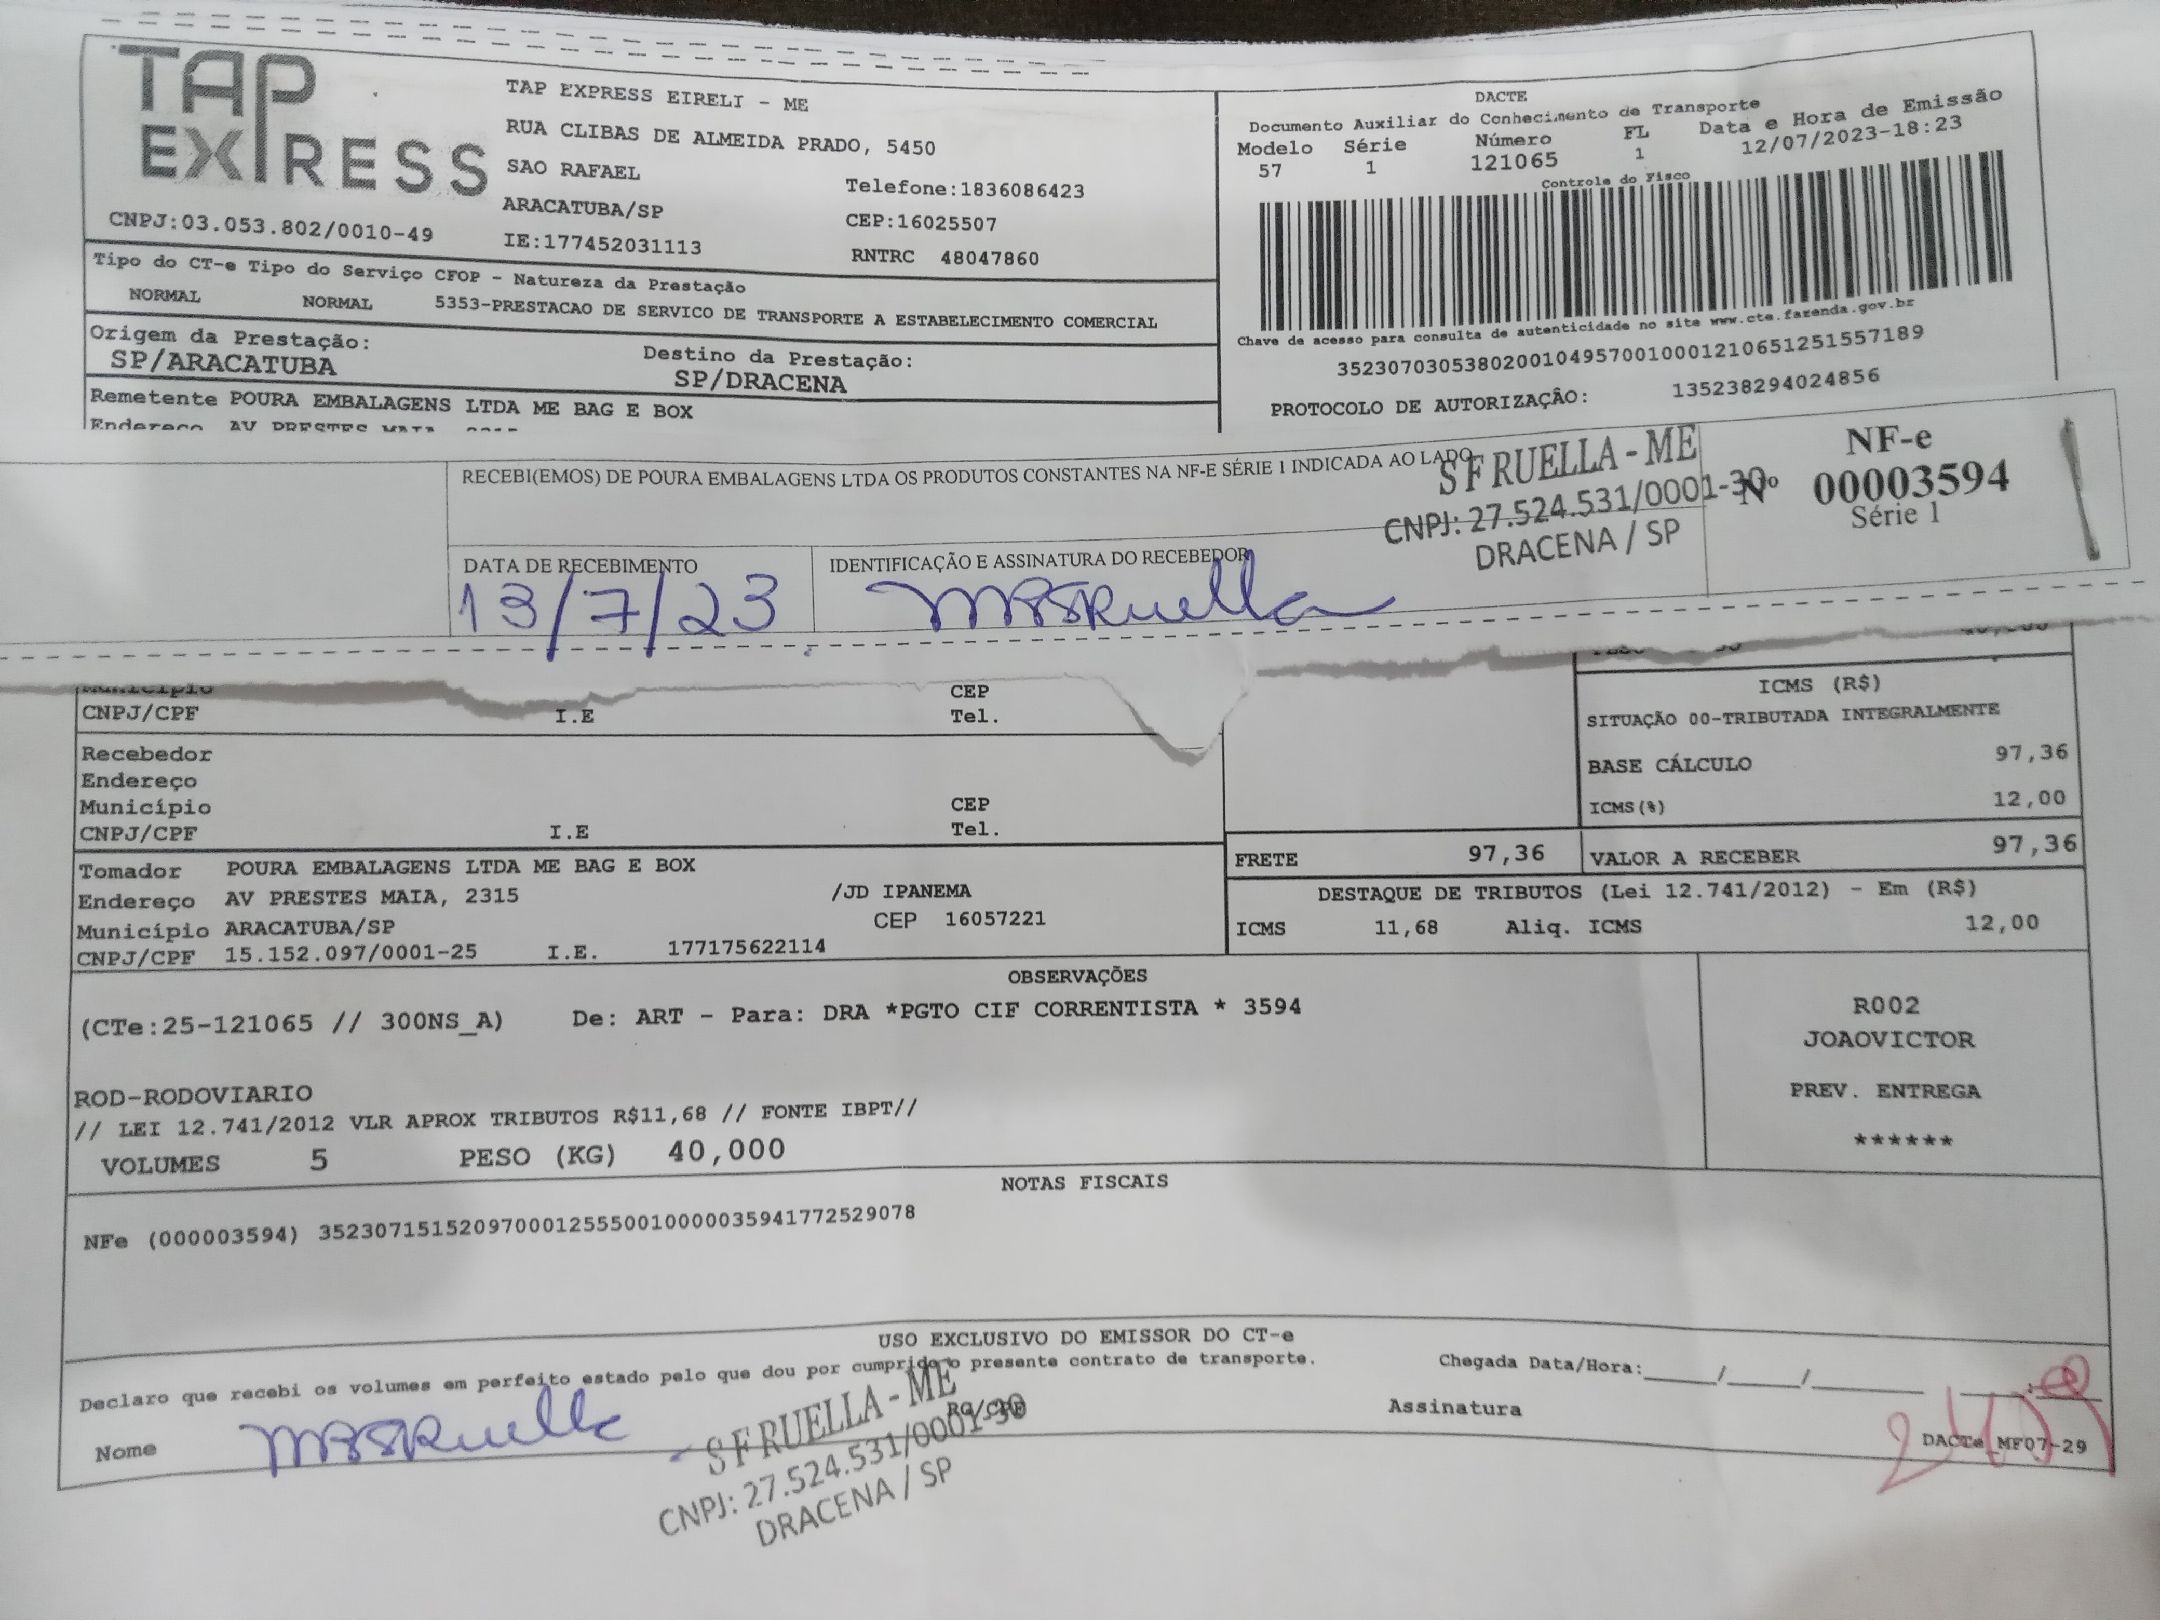 TAP EXPRESS
TAP EXPRESS EIRELI - ME
RUA CLIBAS DE ALMEIDA PRADO, 5450
SAO RAFAEL
Telefone:1836086423
ARACATUBA/SP
CEP:16025507
CNPJ:03.053.802/0010-49
IE:177452031113
RNTRC 48047860
DACTE
Documento Auxiliar do Conhecimento de Transporte
Modelo Série Número FL Data e Hora de Emissão
57 1 121065 1 12/07/2023-18:23
Controle do Fisco
Chave de acesso para consulta de autenticidade no site www.cte.fazenda.gov.br
35230703053802001049570010001210651251557189
PROTOCOLO DE AUTORIZAÇÃO: 135238294024856
Tipo do CT-e Tipo do Serviço CFOP - Natureza da Prestação
NORMAL NORMAL 5353-PRESTACAO DE SERVICO DE TRANSPORTE A ESTABELECIMENTO COMERCIAL
Origem da Prestação: Destino da Prestação:
SP/ARACATUBA SP/DRACENA
Remetente POURA EMBALAGENS LTDA ME BAG E BOX
Endereço AV PRESTES MAIA, 2315
RECEBI(EMOS) DE POURA EMBALAGENS LTDA OS PRODUTOS CONSTANTES NA NF-E SÉRIE 1 INDICADA AO LADO
S F RUELLA - ME
CNPJ: 27.524.531/0001-30
DRACENA / SP
NF-e
Nº 00003594
Série 1
DATA DE RECEBIMENTO IDENTIFICAÇÃO E ASSINATURA DO RECEBEDOR
13/7/23
Município CEP
CNPJ/CPF I.E Tel.
Recebedor
Endereço
Município CEP
CNPJ/CPF I.E Tel.
ICMS (R$)
SITUAÇÃO 00-TRIBUTADA INTEGRALMENTE
BASE CÁLCULO 97,36
ICMS(%) 12,00
FRETE 97,36 VALOR A RECEBER 97,36
Tomador POURA EMBALAGENS LTDA ME BAG E BOX
Endereço AV PRESTES MAIA, 2315 /JD IPANEMA
Município ARACATUBA/SP CEP 16057221
CNPJ/CPF 15.152.097/0001-25 I.E. 177175622114
DESTAQUE DE TRIBUTOS (Lei 12.741/2012) - Em (R$)
ICMS 11,68 Aliq. ICMS 12,00
OBSERVAÇÕES
(CTe:25-121065 // 300NS_A) De: ART - Para: DRA *PGTO CIF CORRENTISTA * 3594
ROD-RODOVIARIO
// LEI 12.741/2012 VLR APROX TRIBUTOS R$11,68 // FONTE IBPT//
VOLUMES 5 PESO (KG) 40,000
R002
JOAOVICTOR
PREV. ENTREGA
******
NOTAS FISCAIS
NFe (000003594) 35230715152097000125550010000035941772529078
USO EXCLUSIVO DO EMISSOR DO CT-e
Declaro que recebi os volumes em perfeito estado pelo que dou por cumprido o presente contrato de transporte.
Chegada Data/Hora:_____/_____/_______ ___:___
Nome
RG/CPF
Assinatura
S F RUELLA - ME
CNPJ: 27.524.531/0001-30
DRACENA / SP
DACTe_MF07-29